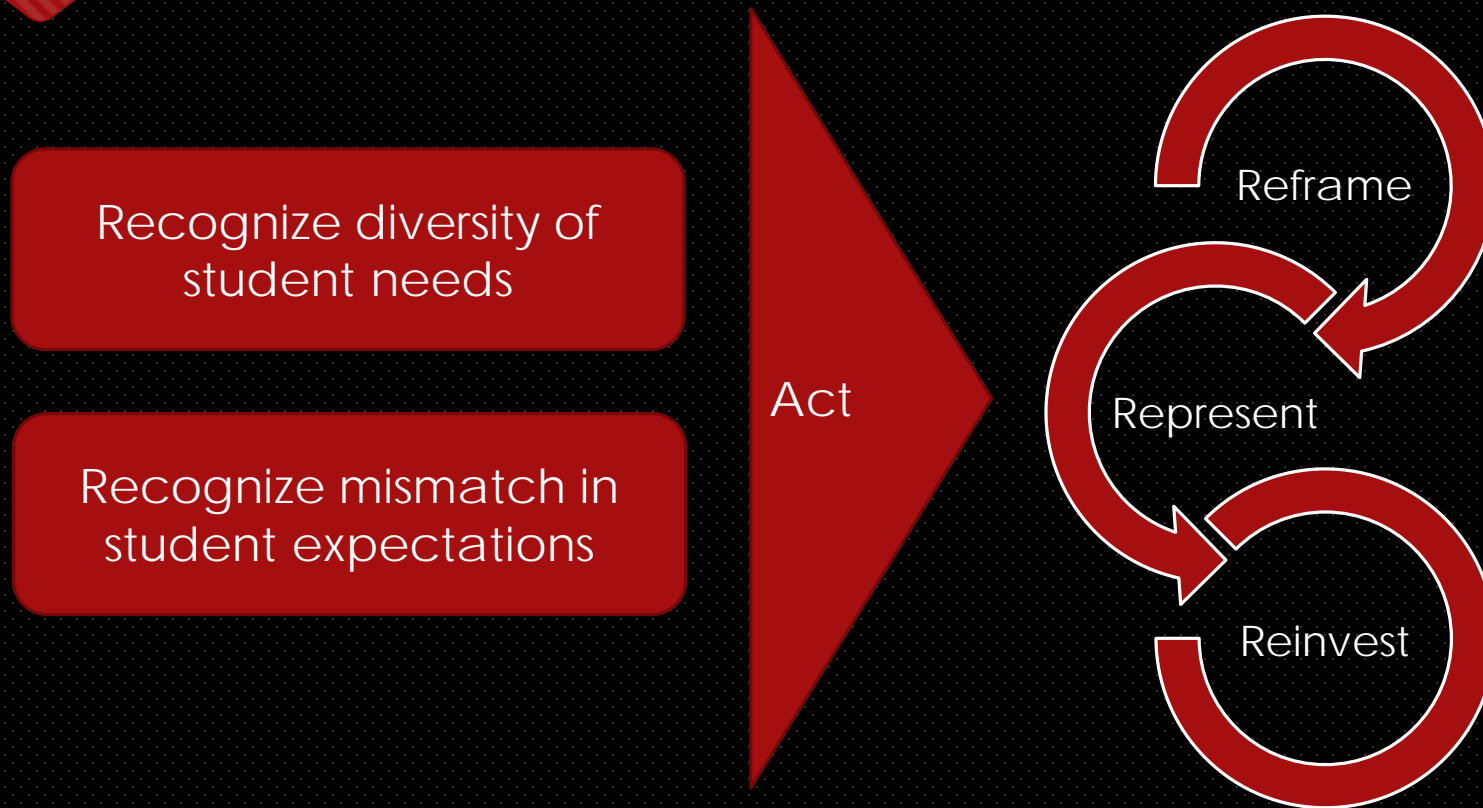 Recognize diversity of
student needs
Recognize mismatch in
student expectations
Act
Reframe
Represent
Reinvest